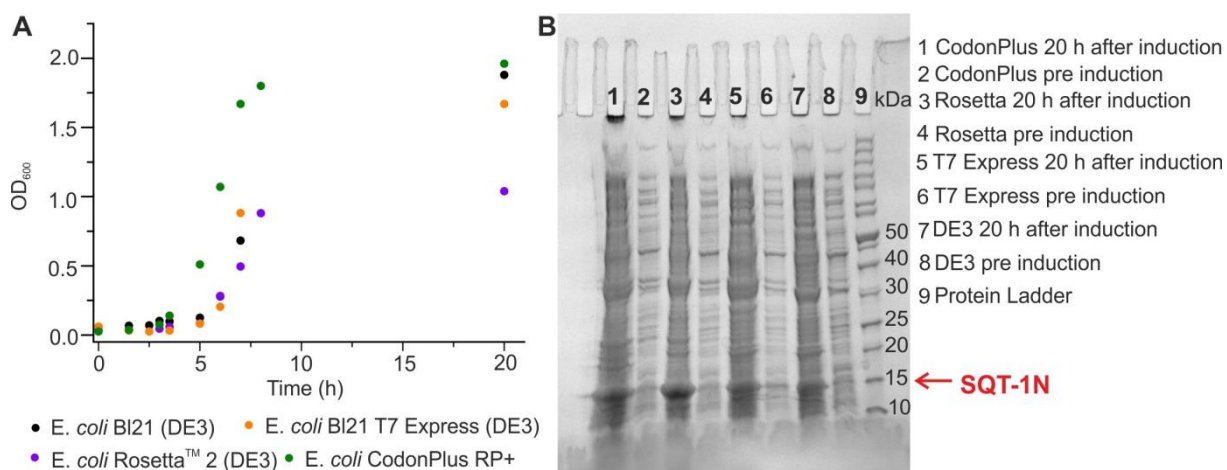 A
2.0
1.5
1.0
0.5
0.0
OD600
0 5 10 15 20
Time (h)
E. coli Bl21 (DE3) E. coli Bl21 T7 Express (DE3)
E. coli Rosetta™ 2 (DE3) E. coli CodonPlus RP+
B
1 2 3 4 5 6 7 8 9 kDa
50
40
30
25
20
15
10
1 CodonPlus 20 h after induction
2 CodonPlus pre induction
3 Rosetta 20 h after induction
4 Rosetta pre induction
5 T7 Express 20 h after induction
6 T7 Express pre induction
7 DE3 20 h after induction
8 DE3 pre induction
9 Protein Ladder
SQT-1N